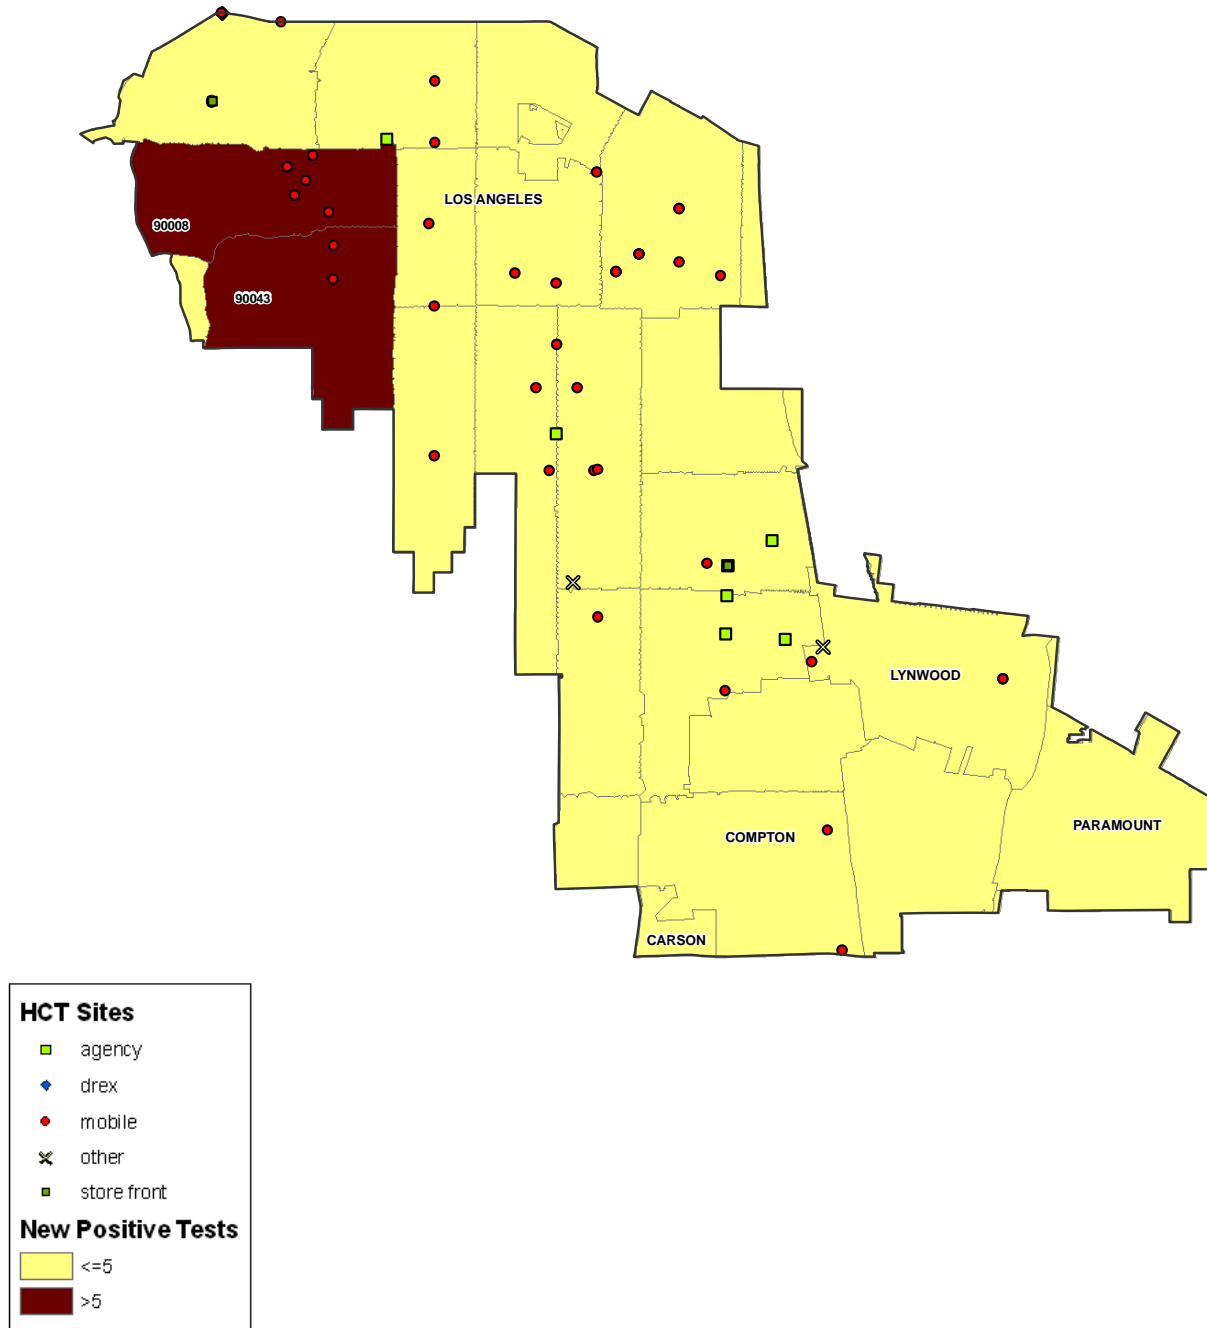 LOS ANGELES
90008
90043
LYNWOOD
PARAMOUNT
COMPTON
CARSON
HCT Sites
agency
drex
mobile
other
store front
New Positive Tests
<=5
>5